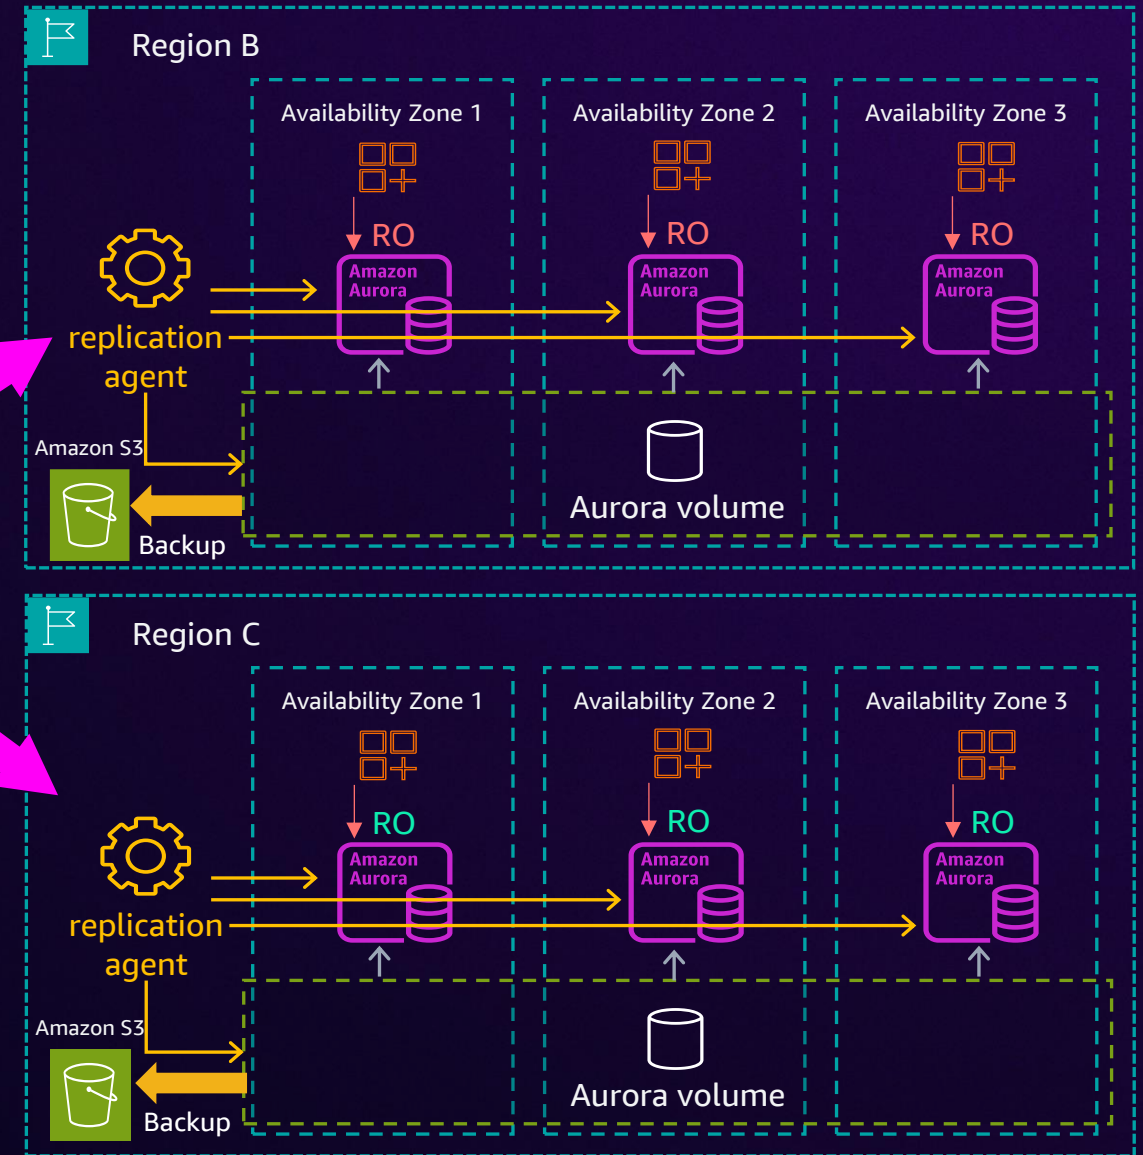 Region B
Availability Zone 1
Availability Zone 2
Availability Zone 3
RO
RO
RO
Amazon
Aurora
Amazon
Aurora
Amazon
Aurora
replication
agent
Amazon S3
Backup
Aurora volume
Region C
Availability Zone 1
Availability Zone 2
Availability Zone 3
RO
RO
RO
Amazon
Aurora
Amazon
Aurora
Amazon
Aurora
replication
agent
Amazon S3
Backup
Aurora volume